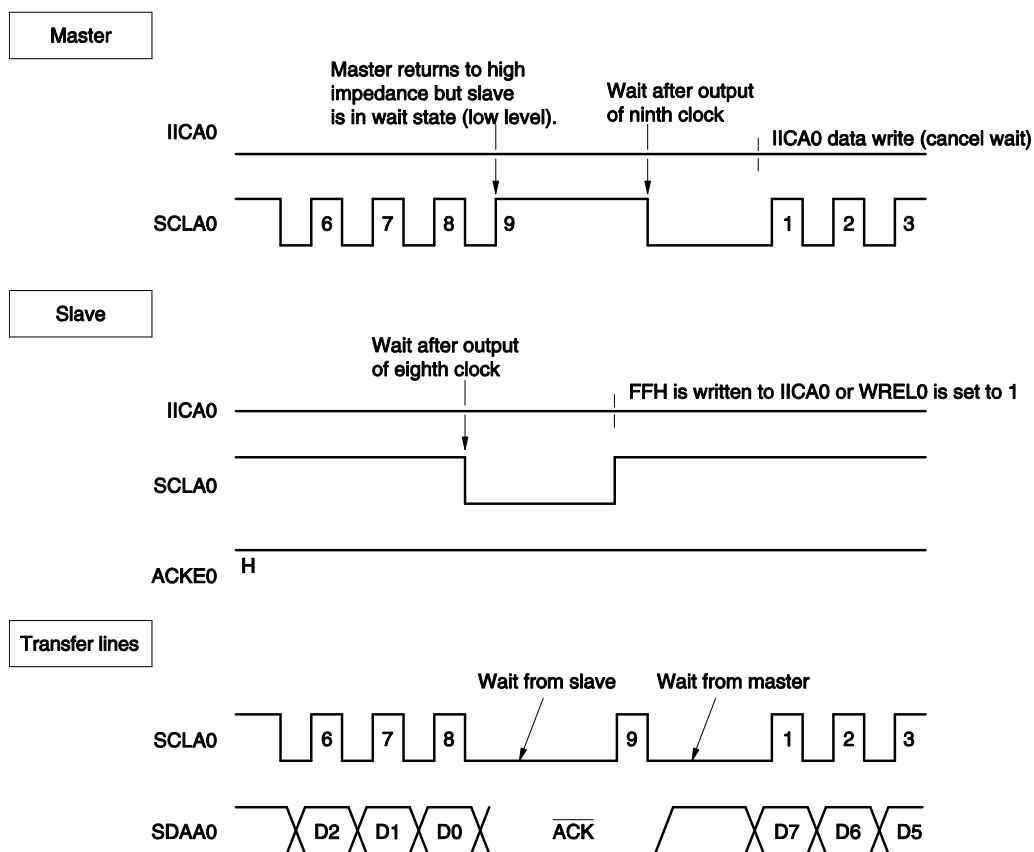 Master
Master returns to high
impedance but slave
is in wait state (low level).
Wait after output
of ninth clock
IICA0
IICA0 data write (cancel wait)
SCLA0
6 7 8 9 1 2 3
Slave
Wait after output
of eighth clock
IICA0
FFH is written to IICA0 or WREL0 is set to 1
SCLA0
H
ACKE0
Transfer lines
Wait from slave
Wait from master
SCLA0
6 7 8 9 1 2 3
SDAA0
D2 D1 D0 ACK D7 D6 D5